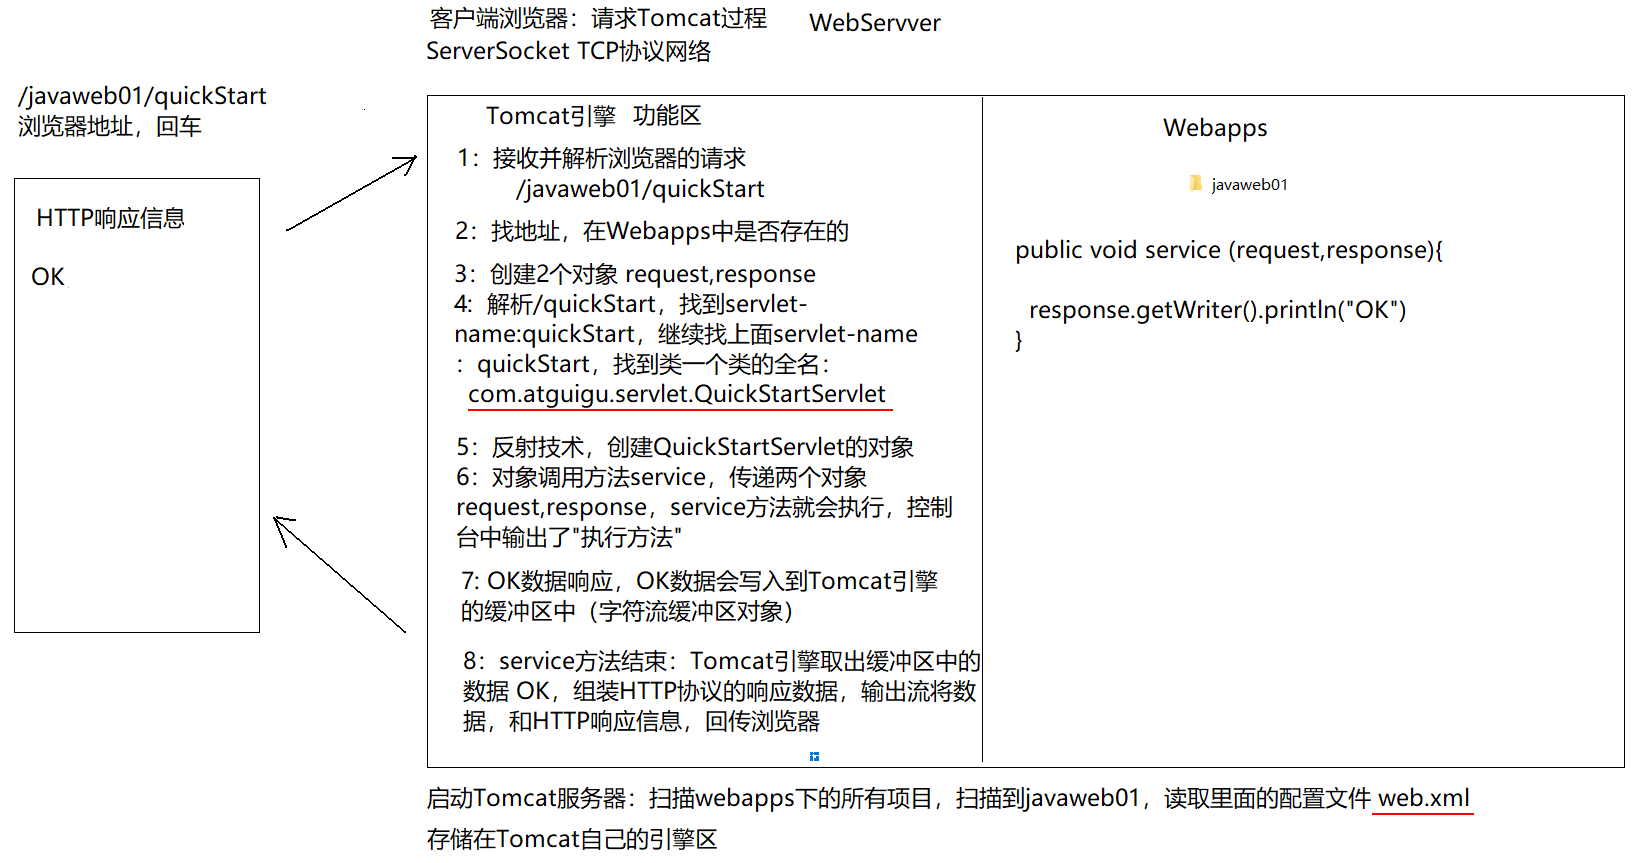 客户端浏览器：请求Tomcat过程 WebServver
ServerSocket TCP协议网络
/javaweb01/quickStart
浏览器地址，回车
HTTP响应信息
OK
Tomcat引擎 功能区
1：接收并解析浏览器的请求
/javaweb01/quickStart
2：找地址，在Webapps中是否存在的
3：创建2个对象 request,response
4：解析/quickStart，找到servlet-
name:quickStart，继续找上面servlet-name
：quickStart，找到类一个类的全名：
com.atguigu.servlet.QuickStartServlet
5：反射技术，创建QuickStartServlet的对象
6：对象调用方法service，传递两个对象
request,response，service方法就会执行，控制
台中输出了"执行方法"
7: OK数据响应，OK数据会写入到Tomcat引擎
的缓冲区中（字符流缓冲区对象）
8：service方法结束：Tomcat引擎取出缓冲区中的
数据 OK，组装HTTP协议的响应数据，输出流将数
据，和HTTP响应信息，回传浏览器
Webapps
javaweb01
public void service (request,response){
response.getWriter().println("OK")
}
启动Tomcat服务器：扫描webapps下的所有项目，扫描到javaweb01，读取里面的配置文件 web.xml
存储在Tomcat自己的引擎区